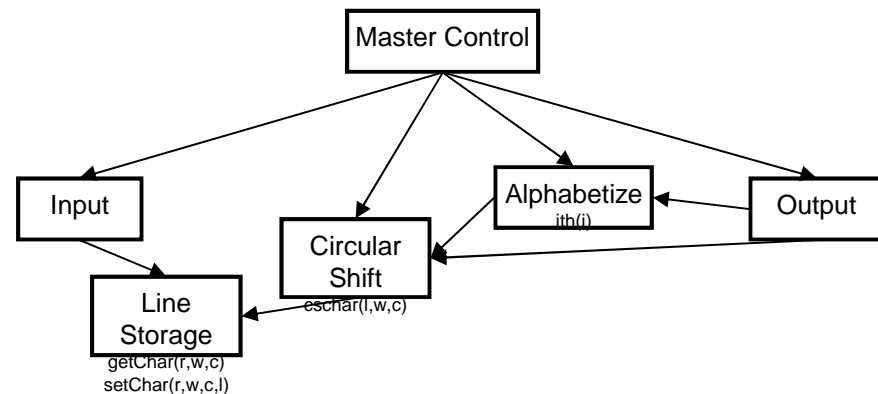 Master Control
Input
Alphabetize
ith(i)
Output
Circular
Shift
cschar(l,w,c)
Line
Storage
getChar(r,w,c)
setChar(r,w,c,l)